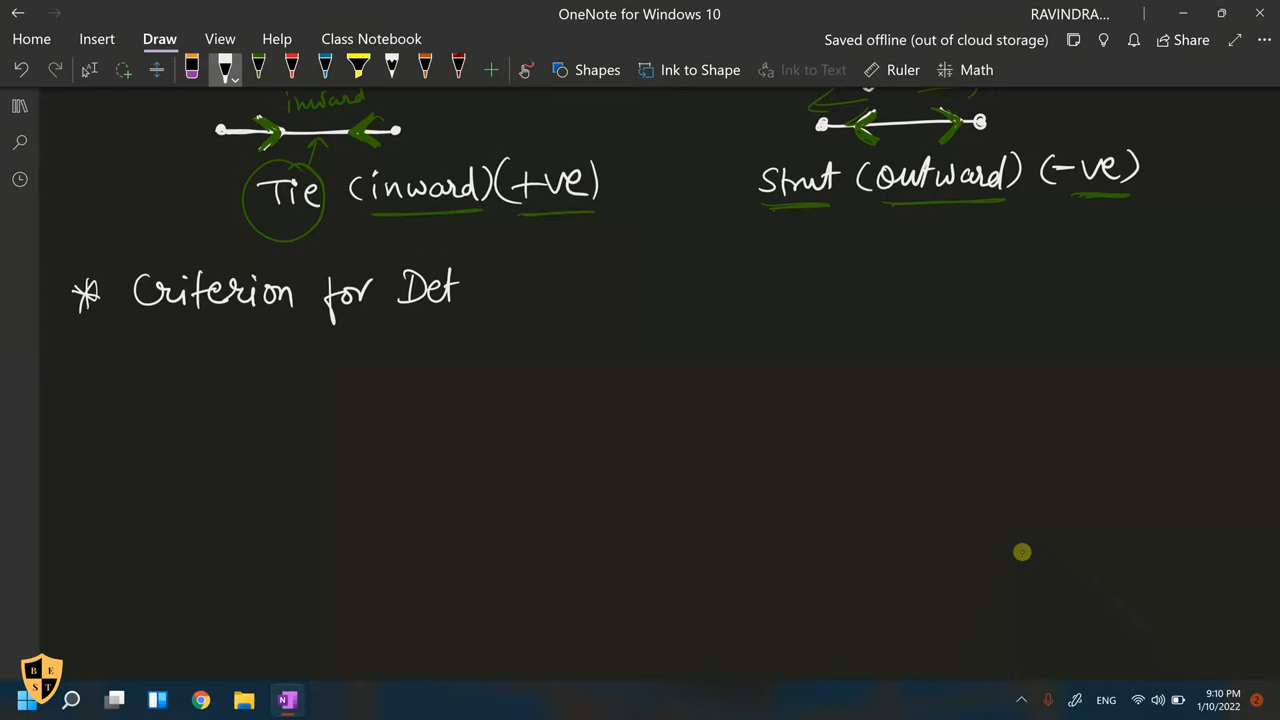 OneNote for Windows 10
RAVINDRA...
Home Insert Draw View Help Class Notebook
Saved offline (out of cloud storage)
Share
Shapes
Ink to Shape
Ink to Text
Ruler
Math
inward
Tie (inward) (+ve)
Strut (outward) (-ve)
* Criterion for Det
B E
S T
N
ENG
9:10 PM
1/10/2022
2